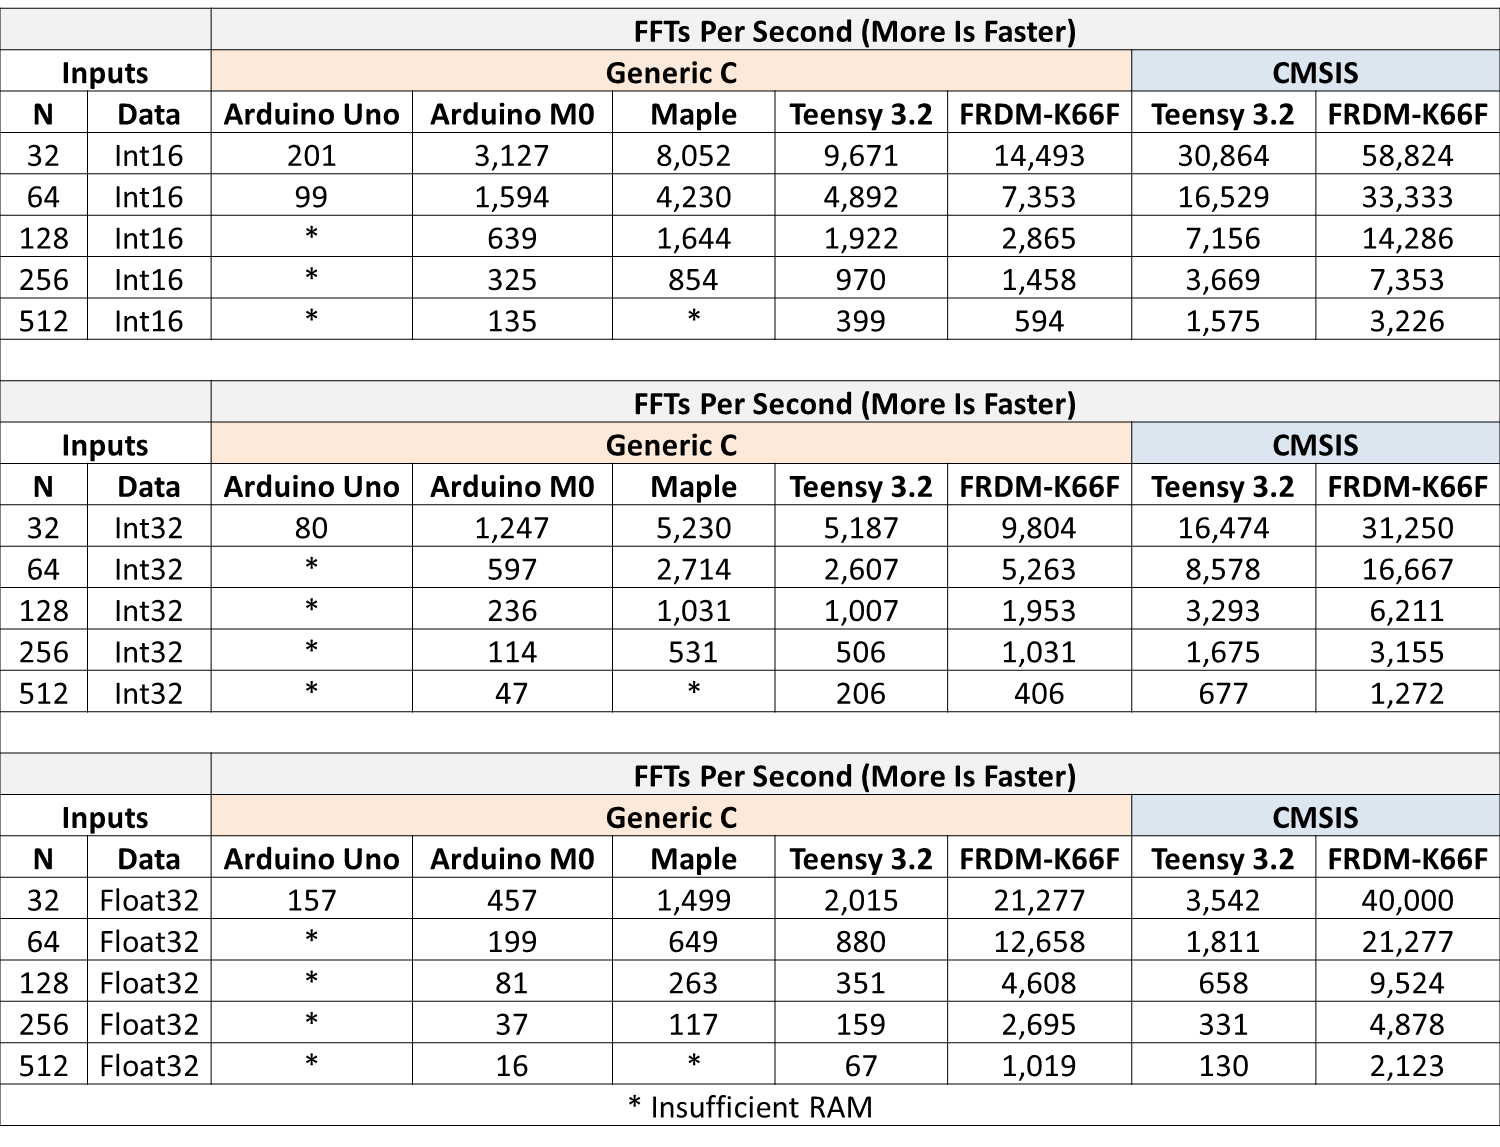 FFTs Per Second (More Is Faster)
Inputs Generic C CMSIS
N Data Arduino Uno Arduino M0 Maple Teensy 3.2 FRDM-K66F Teensy 3.2 FRDM-K66F
32 Int16 201 3,127 8,052 9,671 14,493 30,864 58,824
64 Int16 99 1,594 4,230 4,892 7,353 16,529 33,333
128 Int16 * 639 1,644 1,922 2,865 7,156 14,286
256 Int16 * 325 854 970 1,458 3,669 7,353
512 Int16 * 135 * 399 594 1,575 3,226
FFTs Per Second (More Is Faster)
Inputs Generic C CMSIS
N Data Arduino Uno Arduino M0 Maple Teensy 3.2 FRDM-K66F Teensy 3.2 FRDM-K66F
32 Int32 80 1,247 5,230 5,187 9,804 16,474 31,250
64 Int32 * 597 2,714 2,607 5,263 8,578 16,667
128 Int32 * 236 1,031 1,007 1,953 3,293 6,211
256 Int32 * 114 531 506 1,031 1,675 3,155
512 Int32 * 47 * 206 406 677 1,272
FFTs Per Second (More Is Faster)
Inputs Generic C CMSIS
N Data Arduino Uno Arduino M0 Maple Teensy 3.2 FRDM-K66F Teensy 3.2 FRDM-K66F
32 Float32 157 457 1,499 2,015 21,277 3,542 40,000
64 Float32 * 199 649 880 12,658 1,811 21,277
128 Float32 * 81 263 351 4,608 658 9,524
256 Float32 * 37 117 159 2,695 331 4,878
512 Float32 * 16 * 67 1,019 130 2,123
* Insufficient RAM